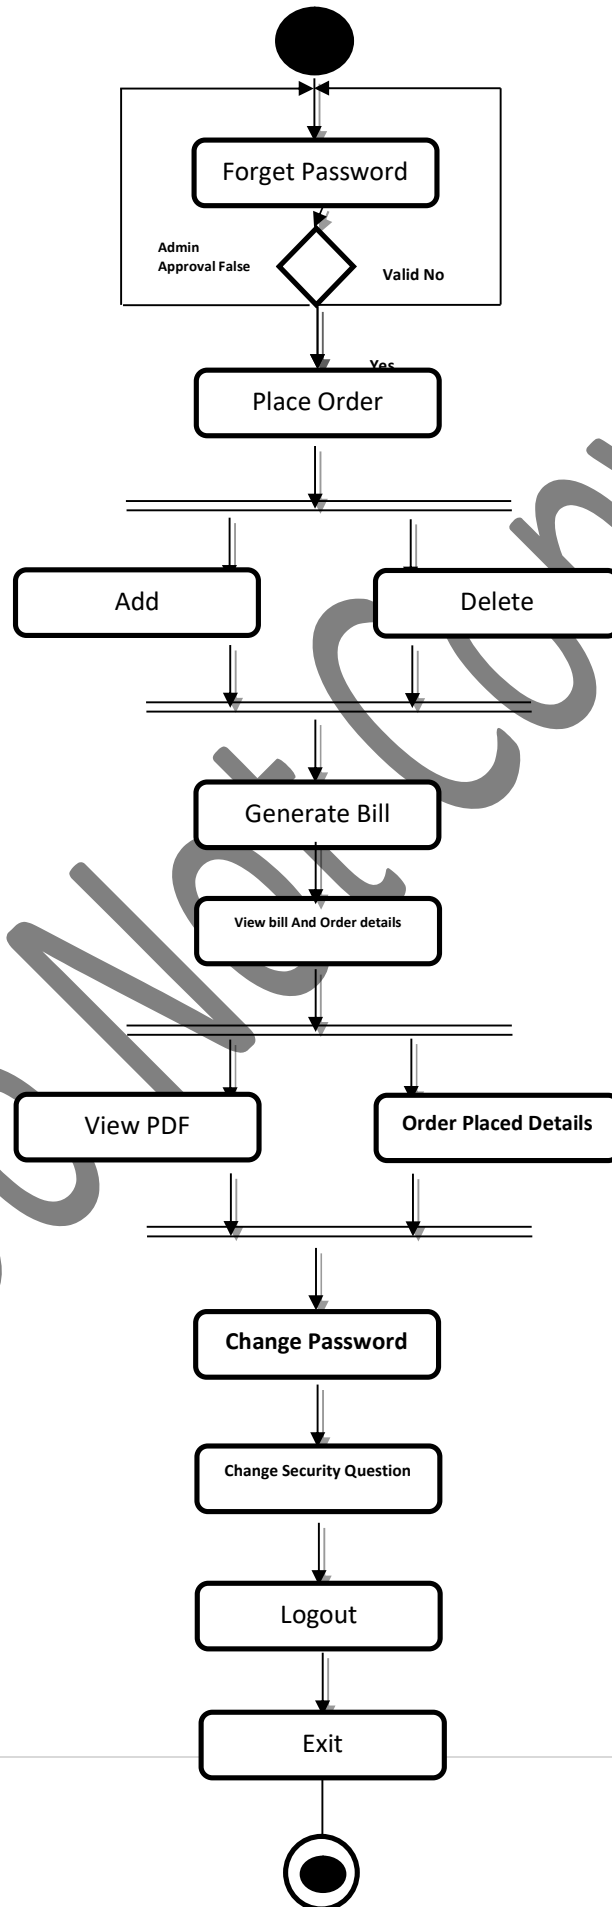 Forget Password
Admin
Approval False
Valid No
Yes
Place Order
Add
Delete
Generate Bill
View bill And Order details
View PDF
Order Placed Details
Change Password
Change Security Question
Logout
Exit
Not